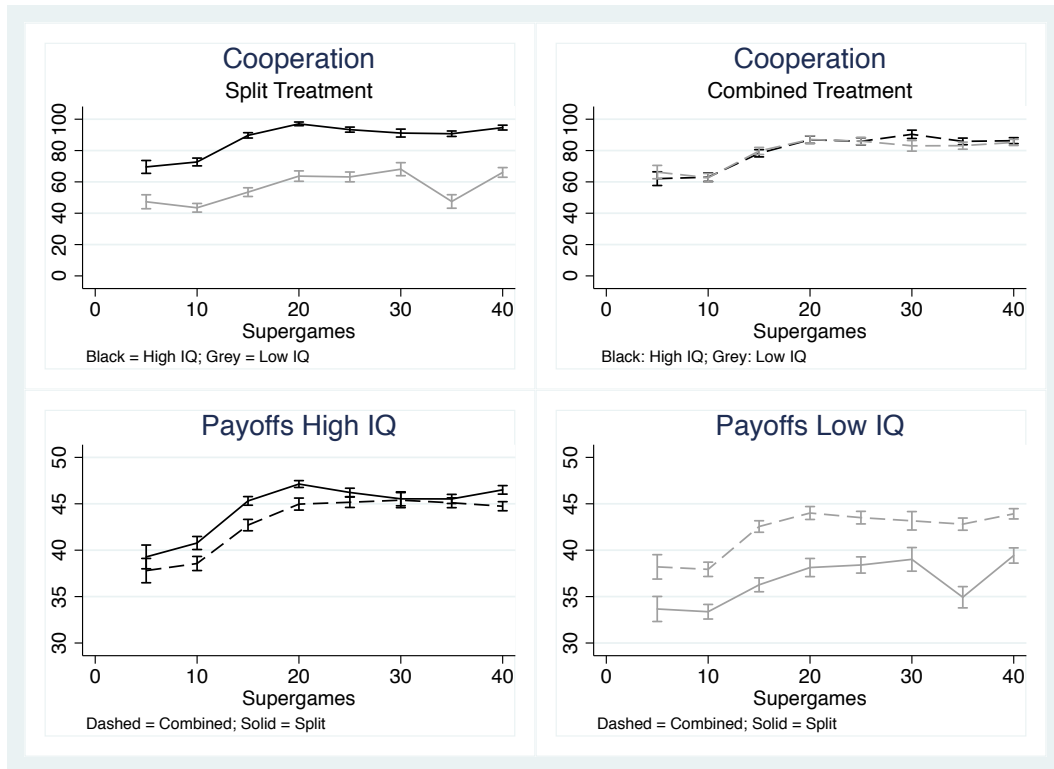 Cooperation
Split Treatment
100
80
60
40
20
0
0 10 20 30 40
Supergames
Black = High IQ; Grey = Low IQ
Cooperation
Combined Treatment
100
80
60
40
20
0
0 10 20 30 40
Supergames
Black: High IQ; Grey: Low IQ
Payoffs High IQ
50
45
40
35
30
0 10 20 30 40
Supergames
Dashed = Combined; Solid = Split
Payoffs Low IQ
50
45
40
35
30
0 10 20 30 40
Supergames
Dashed = Combined; Solid = Split